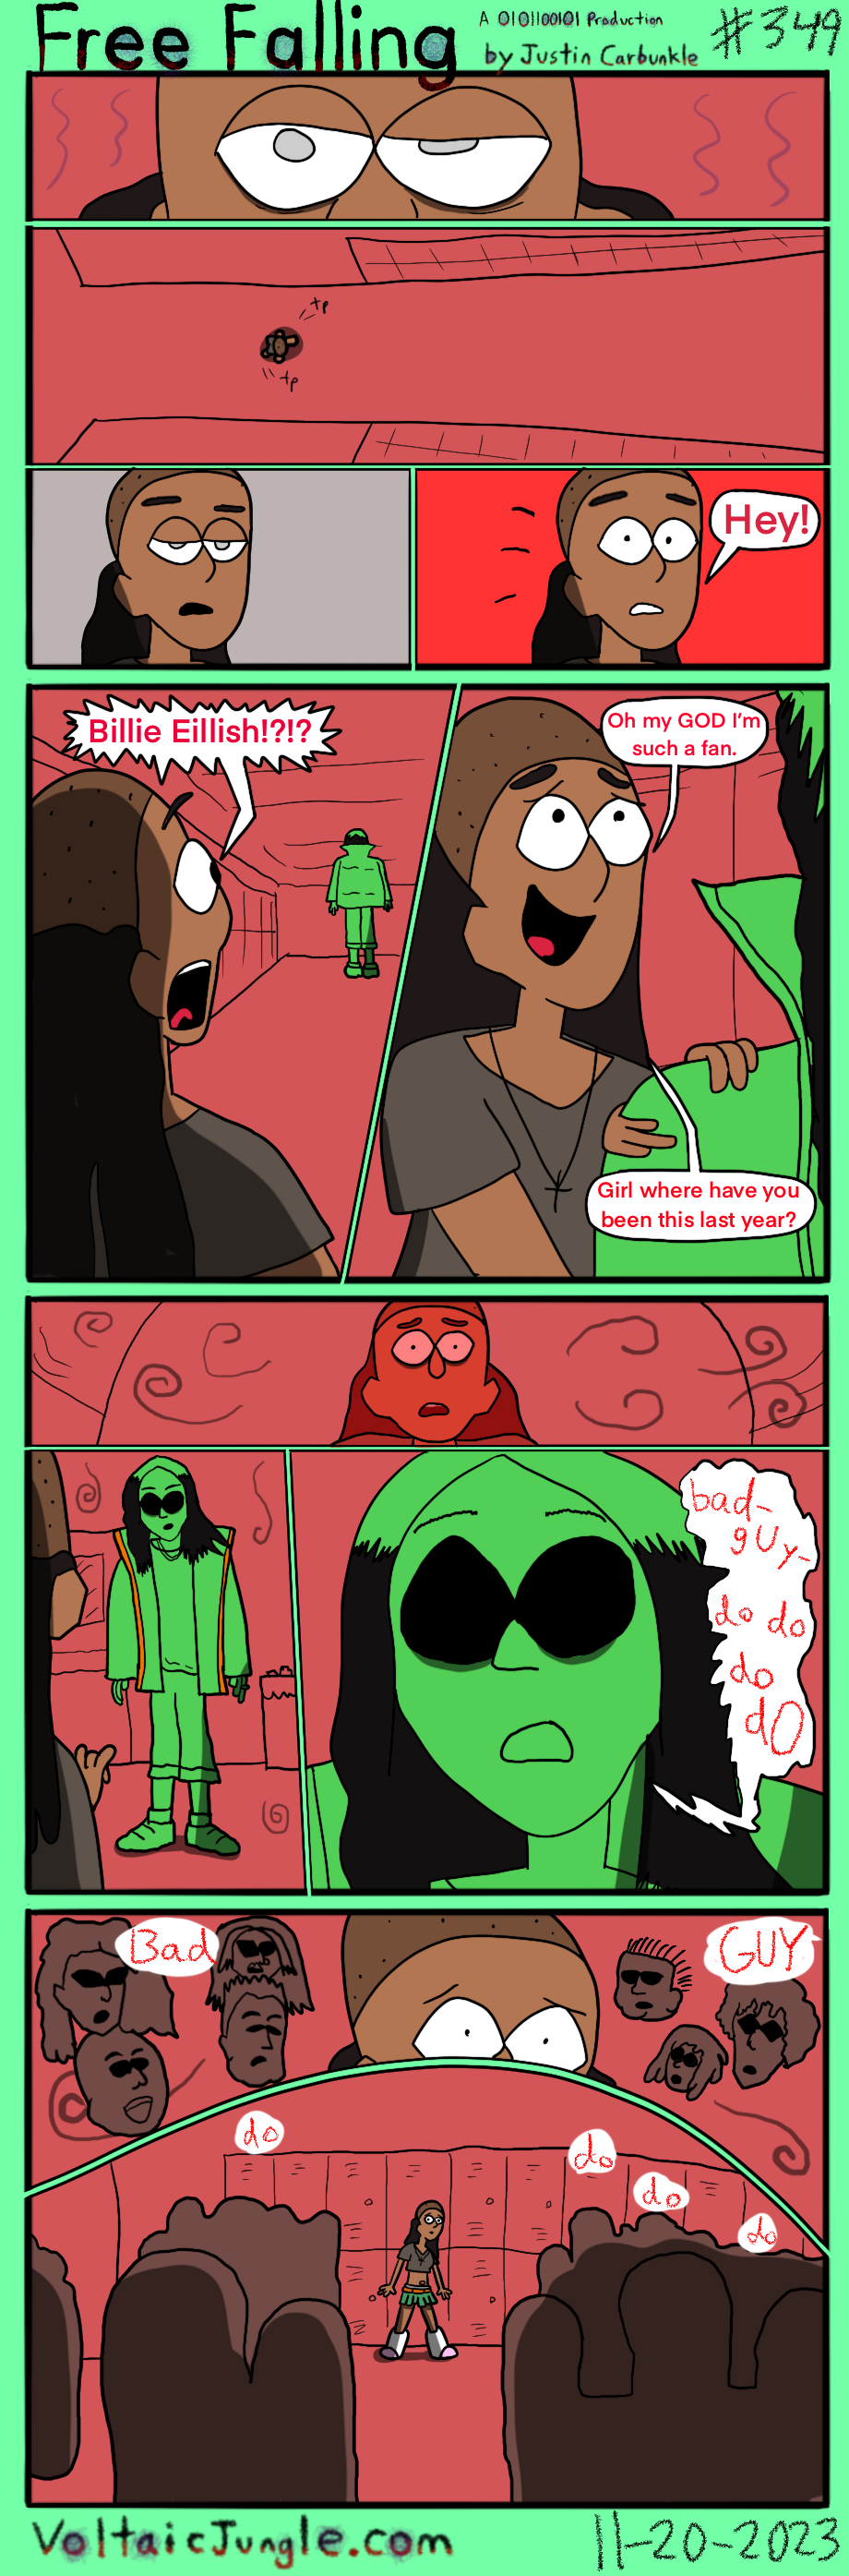 Free Falling
A 0101100101 Production
by Justin Carbunkle
#349
tp
tp
Hey!
Billie Eillish!?!?
Oh my GOD I'm
such a fan.
Girl where have you
been this last year?
bad-
gUy-
do do
do
dO
Bad
GUY
do
do
do
do
VoltaicJungle.com
11-20-2023